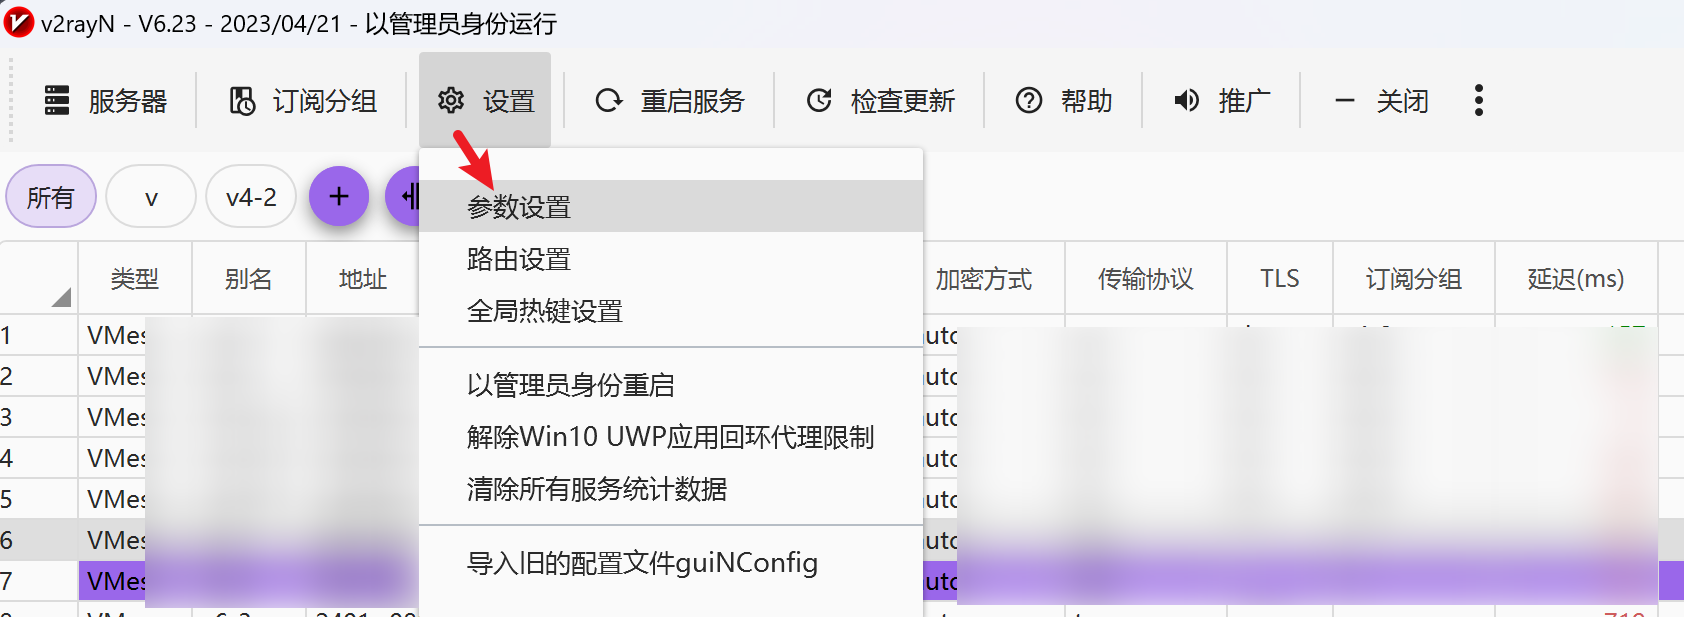 v2rayN - V6.23 - 2023/04/21 - 以管理员身份运行
服务器 订阅分组 设置 重启服务 检查更新 帮助 推广 关闭
所有 v v4-2
参数设置
路由设置
全局热键设置
以管理员身份重启
解除Win10 UWP应用回环代理限制
清除所有服务统计数据
导入旧的配置文件guiNConfig
类型 别名 地址 加密方式 传输协议 TLS 订阅分组 延迟(ms)
1 VMes
2 VMes
3 VMes
4 VMes
5 VMes
6 VMes
7 VMes